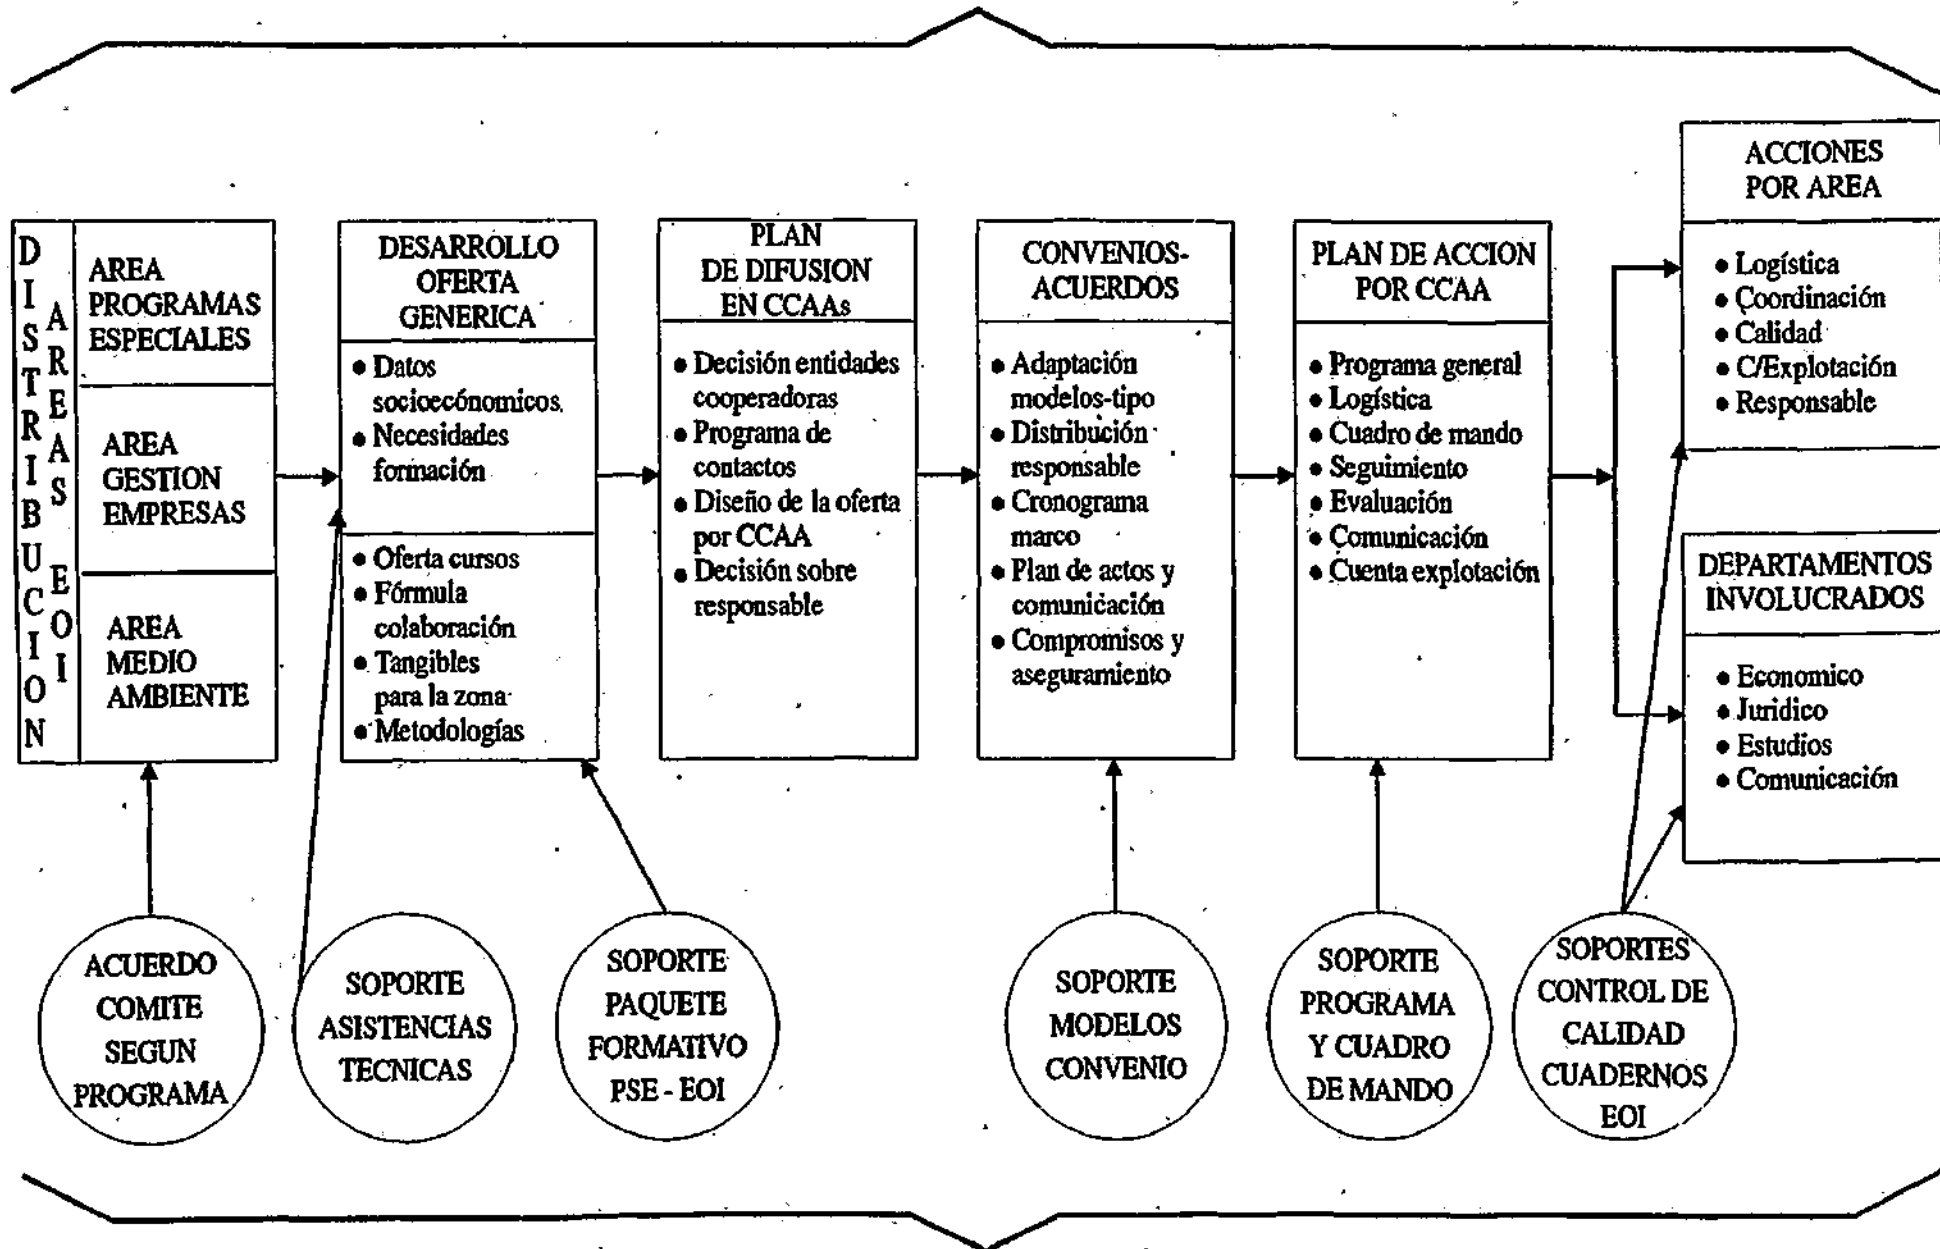 DISTRIBUCION
AREAS EOI
AREA
PROGRAMAS
ESPECIALES
AREA
GESTION
EMPRESAS
AREA
MEDIO
AMBIENTE
DESARROLLO
OFERTA
GENERICA
• Datos
socioecónomicos.
• Necesidades
formación
• Oferta cursos
• Fórmula
colaboración
• Tangibles
para la zona
• Metodologías
PLAN
DE DIFUSION
EN CCAAs
• Decisión entidades
cooperadoras
• Programa de
contactos
• Diseño de la oferta
por CCAA
• Decisión sobre
responsable
CONVENIOS-
ACUERDOS
• Adaptación
modelos-tipo
• Distribución
responsable
• Cronograma
marco
• Plan de actos y
comunicación
• Compromisos y
aseguramiento
PLAN DE ACCION
POR CCAA
• Programa general
• Logística
• Cuadro de mando
• Seguimiento
• Evaluación
• Comunicación
• Cuenta explotación
ACCIONES
POR AREA
• Logística
• Coordinación
• Calidad
• C/Explotación
• Responsable
DEPARTAMENTOS
INVOLUCRADOS
• Economico
• Juridico
• Estudios
• Comunicación
ACUERDO
COMITE
SEGUN
PROGRAMA
SOPORTE
ASISTENCIAS
TECNICAS
SOPORTE
PAQUETE
FORMATIVO
PSE - EOI
SOPORTE
MODELOS
CONVENIO
SOPORTE
PROGRAMA
Y CUADRO
DE MANDO
SOPORTES
CONTROL DE
CALIDAD
CUADERNOS
EOI